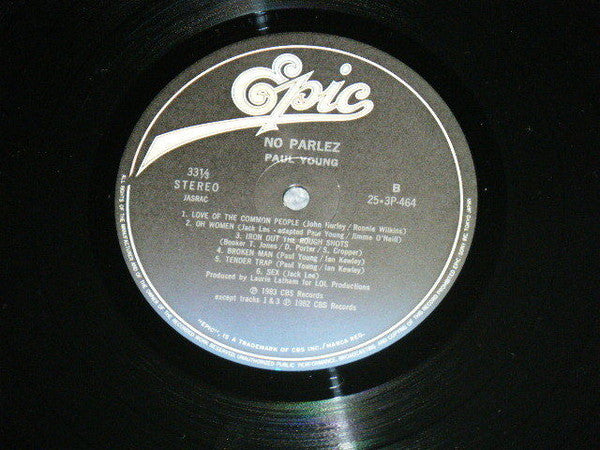 Epic
NO PARLEZ
PAUL YOUNG
33⅓
STEREO
JASRAC
B
25・3P-464
1. LOVE OF THE COMMON PEOPLE (John Hurley/Ronnie Wilkins)
2. OH WOMEN (Jack Lee - adapted Paul Young/Jimme O'Neill)
3. IRON OUT THE ROUGH SPOTS
(Booker T. Jones/D. Porter/S. Cropper)
4. BROKEN MAN (Paul Young/Ian Kewley)
5. TENDER TRAP (Paul Young/Ian Kewley)
6. SEX (Jack Lee)
Produced by Laurie Latham for LOL Productions
Ⓟ 1983 CBS Records
except tracks 1 & 3 Ⓟ 1982 CBS Records
"EPIC", IS A TRADEMARK OF CBS INC./MARCA REG.